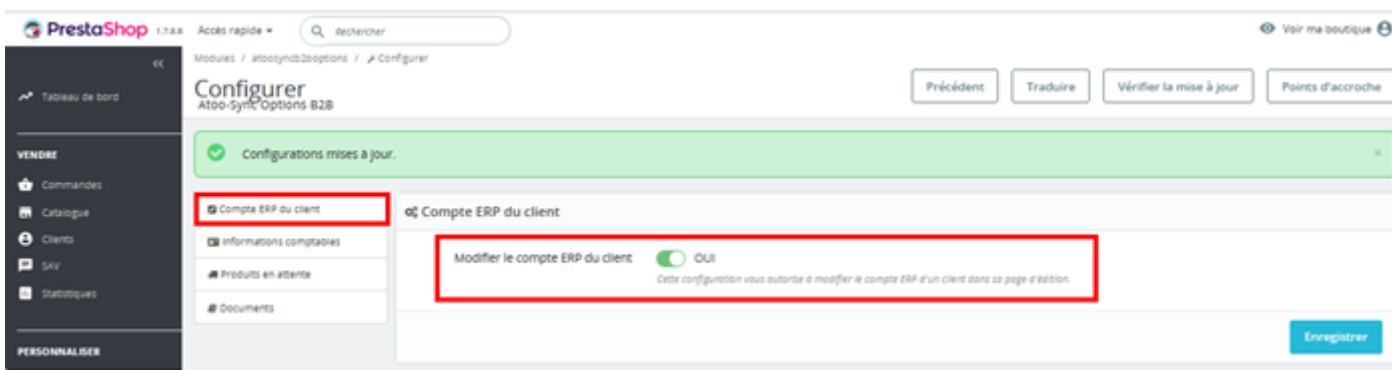 PrestaShop 1.7.8.8 Accès rapide Rechercher Voir ma boutique
Modules / atoosyncb2boptions / Configurer
Configurer
Atoo-Sync Options B2B
Précédent Traduire Vérifier la mise à jour Points d'accroche
Tableau de bord
VENDRE
Commandes
Catalogue
Clients
SAV
Statistiques
PERSONNALISER
Configurations mises à jour.
Compte ERP du client
Informations comptables
Produits en attente
Documents
Compte ERP du client
Modifier le compte ERP du client OUI
Cette configuration vous autorise à modifier le compte ERP d'un client dans sa page d'édition.
Enregistrer